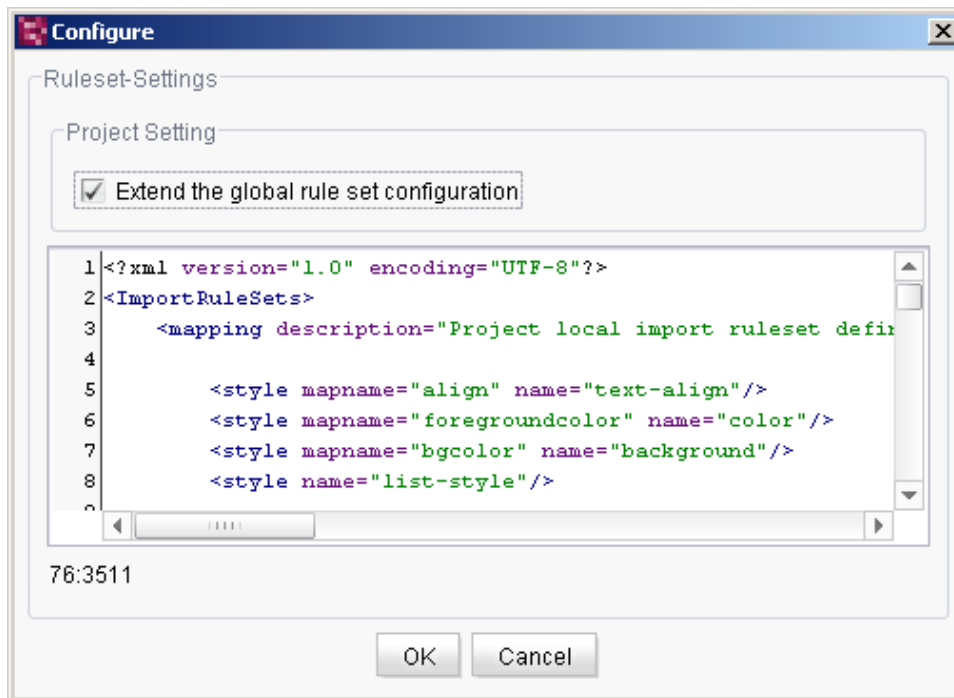 Configure
Ruleset-Settings
Project Setting
Extend the global rule set configuration
1 <?xml version="1.0" encoding="UTF-8"?>
2 <ImportRuleSets>
3 <mapping description="Project local import ruleset defin
4
5 <style mapname="align" name="text-align"/>
6 <style mapname="foregroundcolor" name="color"/>
7 <style mapname="bgcolor" name="background"/>
8 <style name="list-style"/>
76:3511
OK Cancel